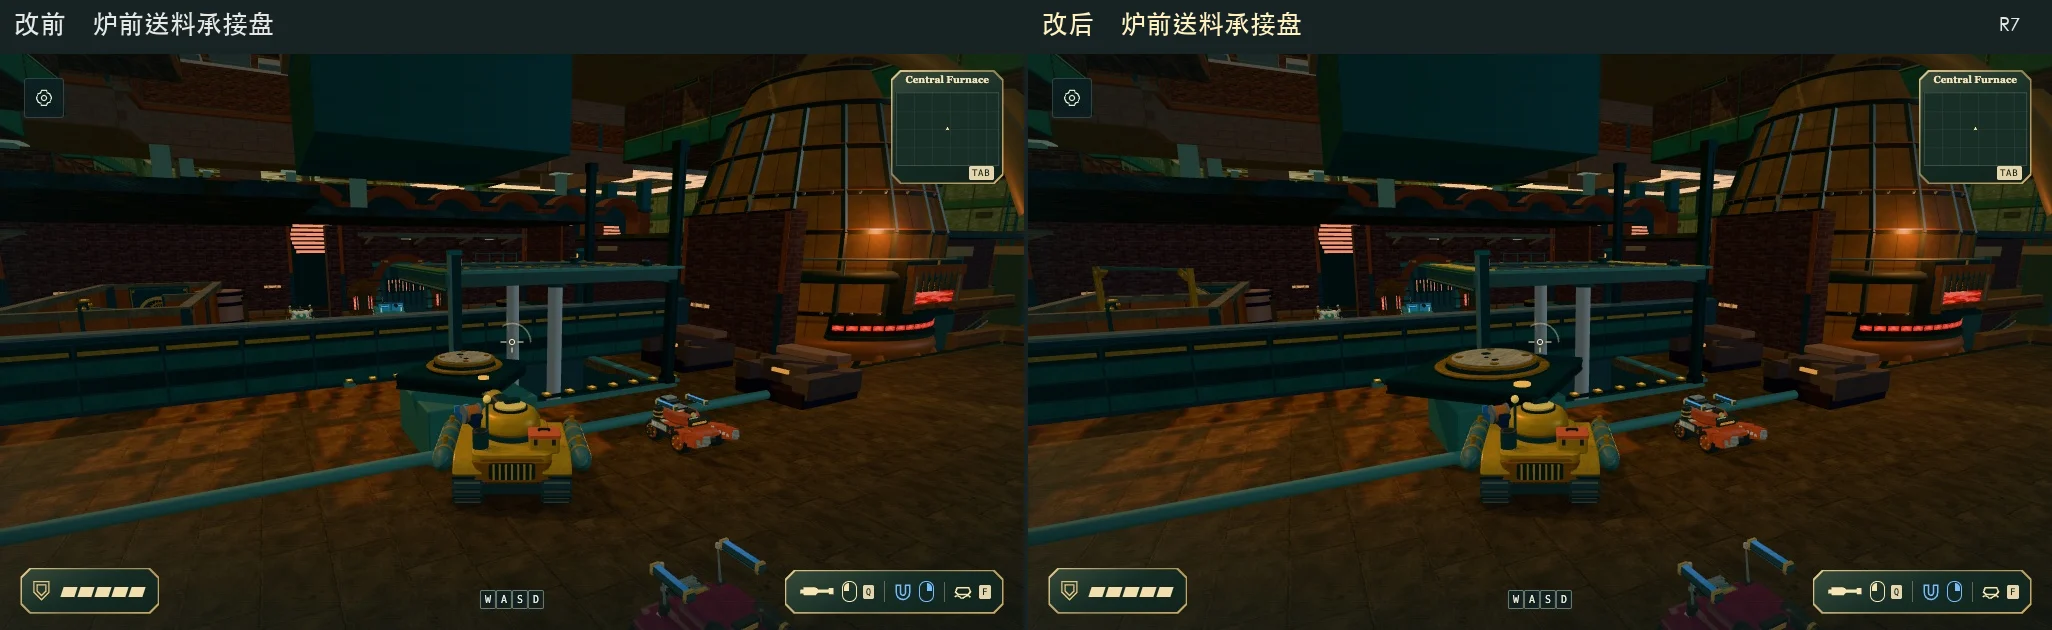 改前 炉前送料承接盘
Central Furnace
TAB
W A S D
Q
F
改后 炉前送料承接盘
R7
Central Furnace
TAB
W A S D
Q
F